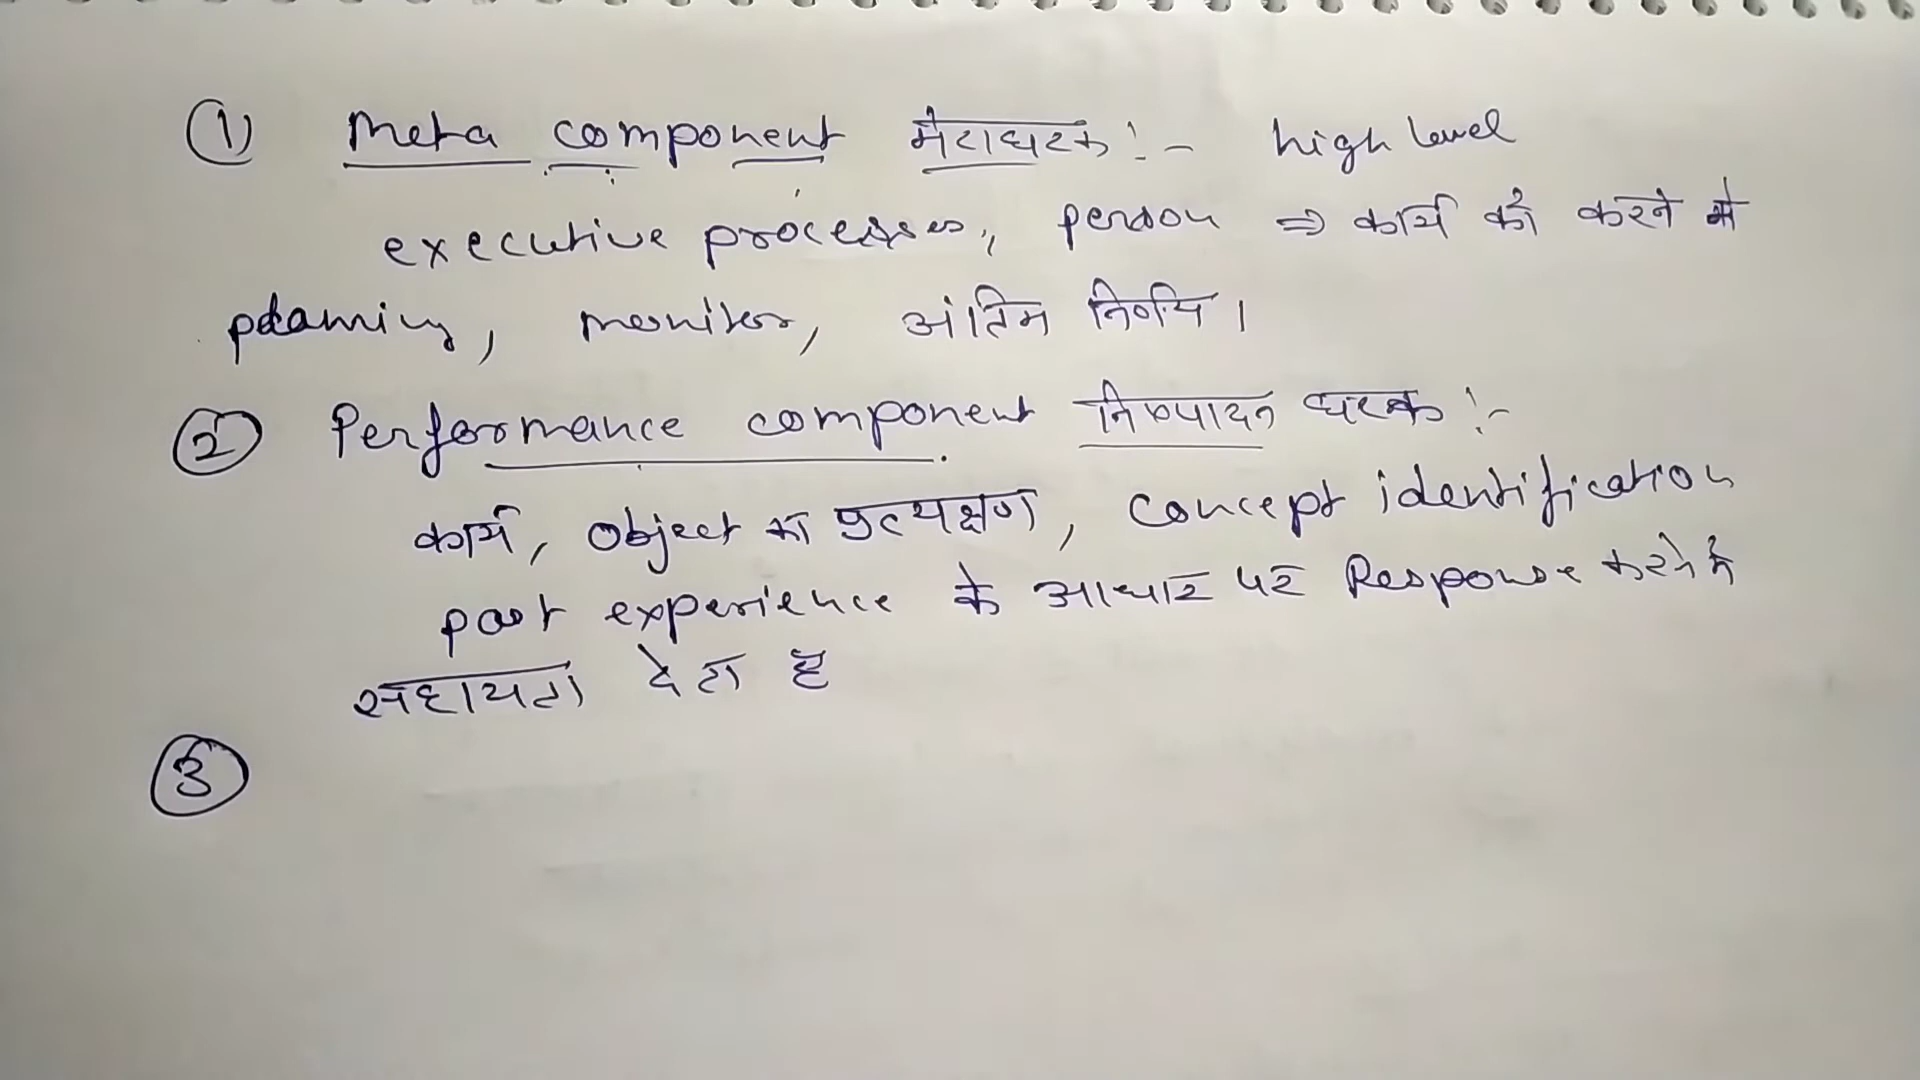 ① Meta component मेटाघटक :- high level
executive processes, person ⇒ कार्य को करने में
planning, monitor, अंतिम निर्णय ।
② Performance component निष्पादन घटक :-
कार्य, object का प्रत्यक्षण, concept identification
past experience के आधार पर Response करने में
सहायता देता है
③